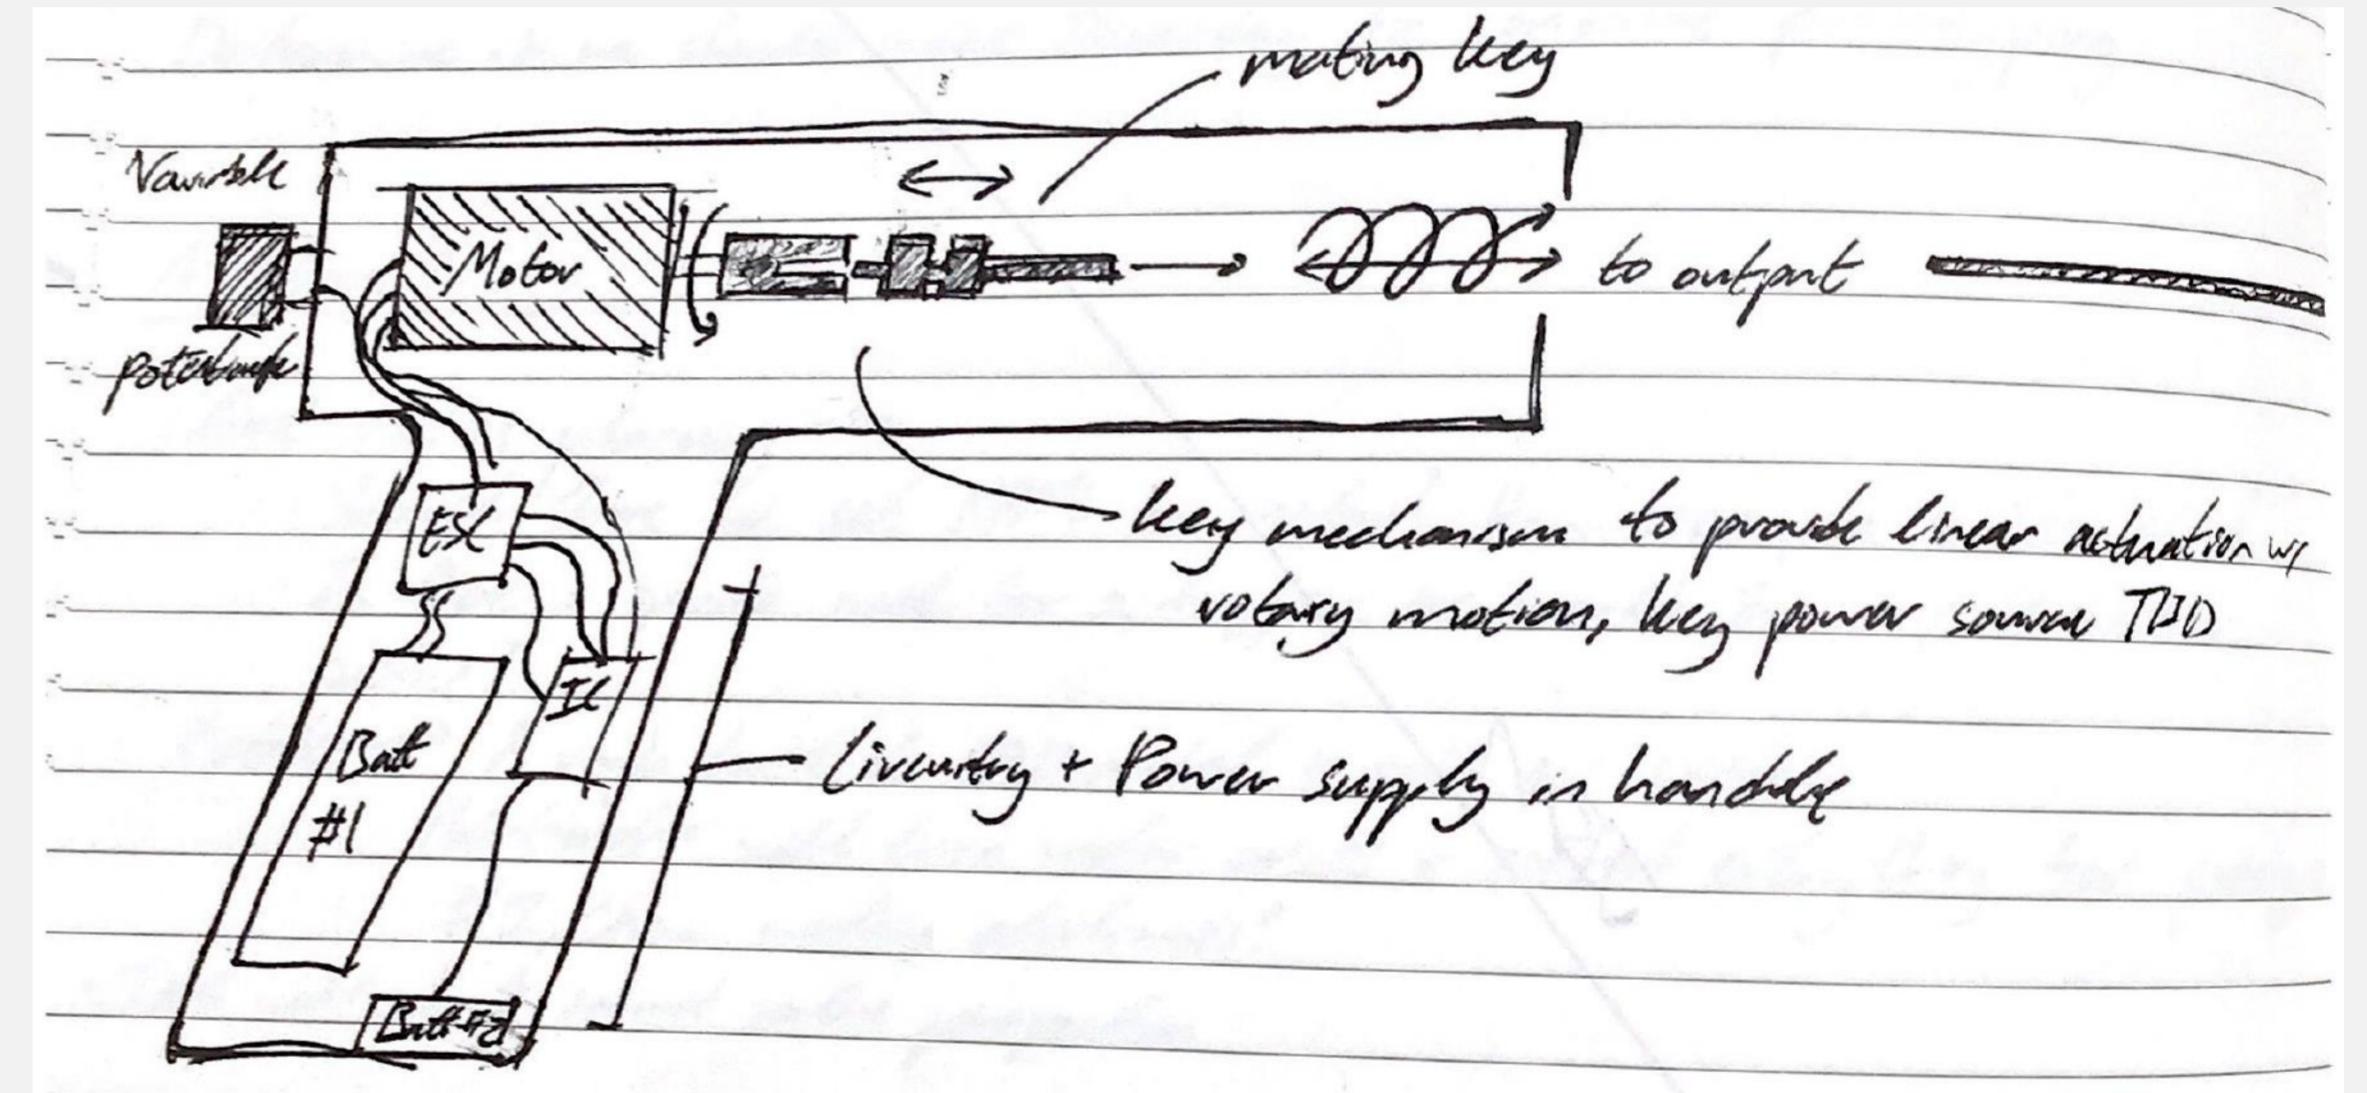 mating key
Variable
Motor
to output
ESC
key mechanism to provide linear actuation w/
rotary motion, key power source TBD
IC
Batt
#1
Circuitry + Power supply in handle
Batt #2